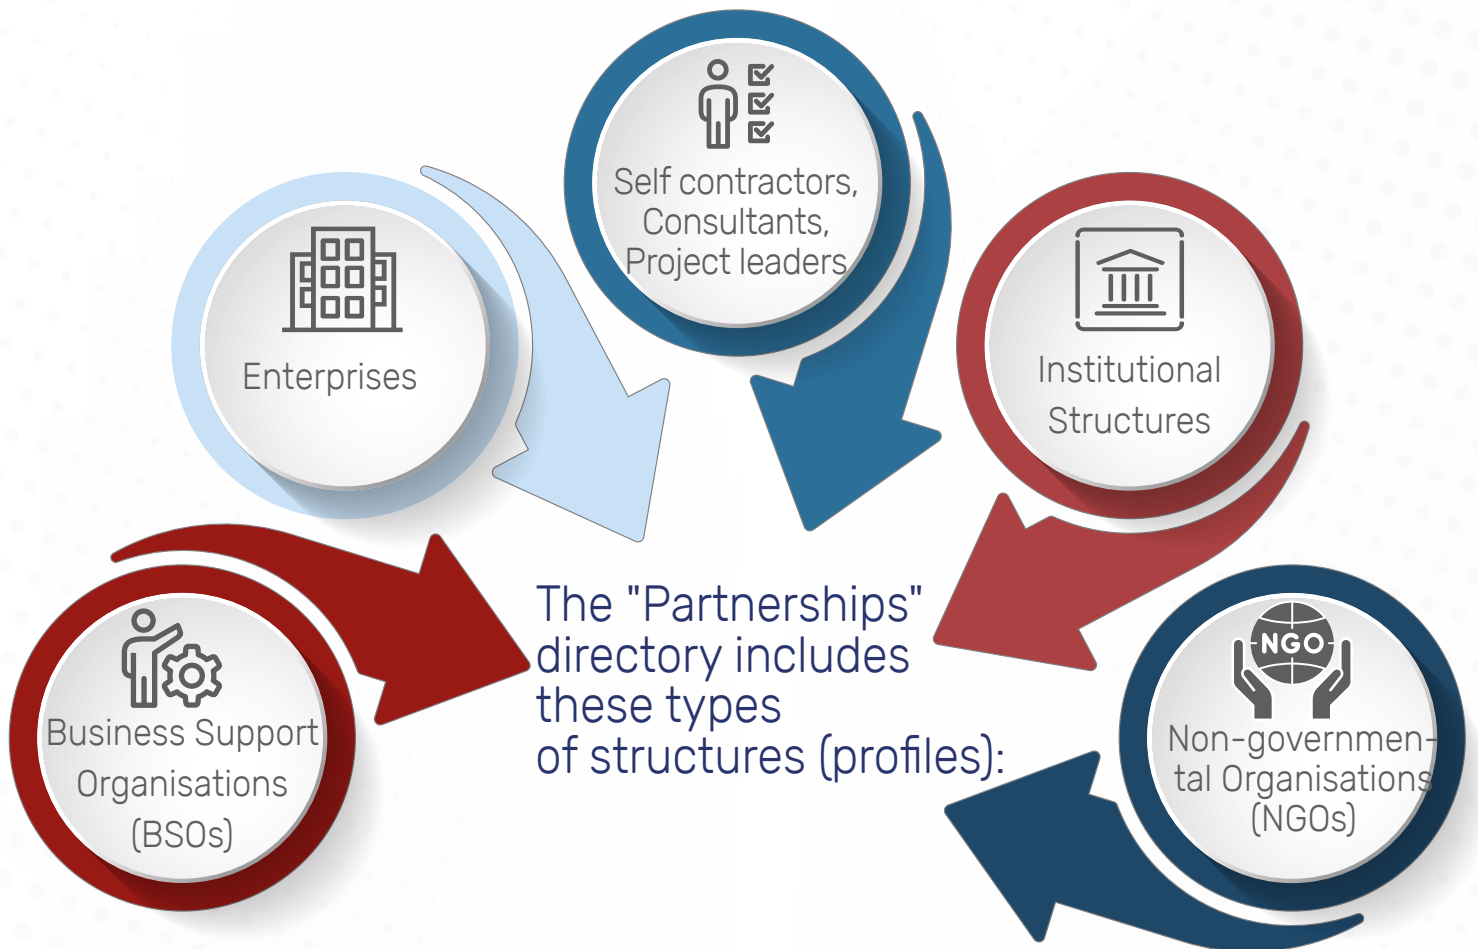 Self contractors,
Consultants,
Project leaders
Enterprises
Institutional
Structures
The "Partnerships"
directory includes
these types
of structures (profiles):
Business Support
Organisations
(BSOs)
NGO
Non-governmen-
tal Organisations
(NGOs)